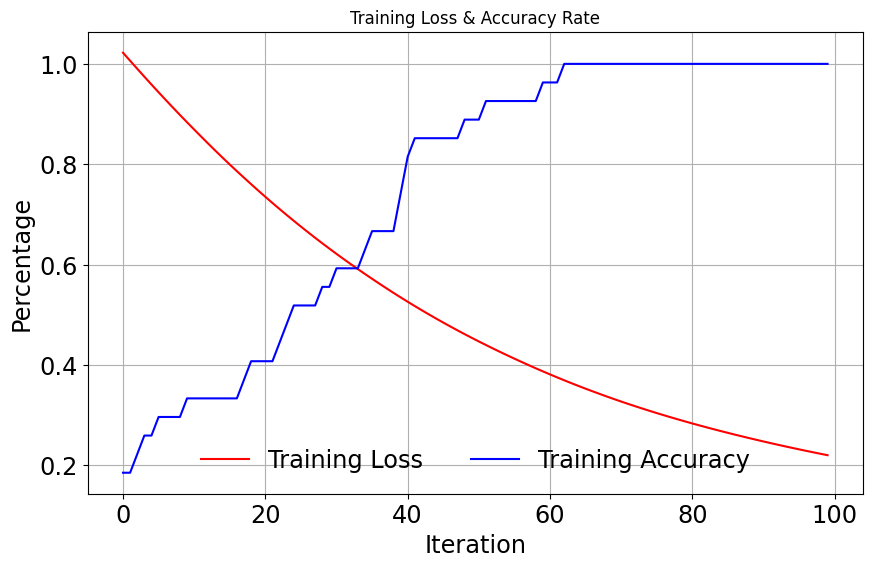 Training Loss & Accuracy Rate
1.0
0.8
0.6
0.4
0.2
Percentage
Training Loss
Training Accuracy
0 20 40 60 80 100
Iteration